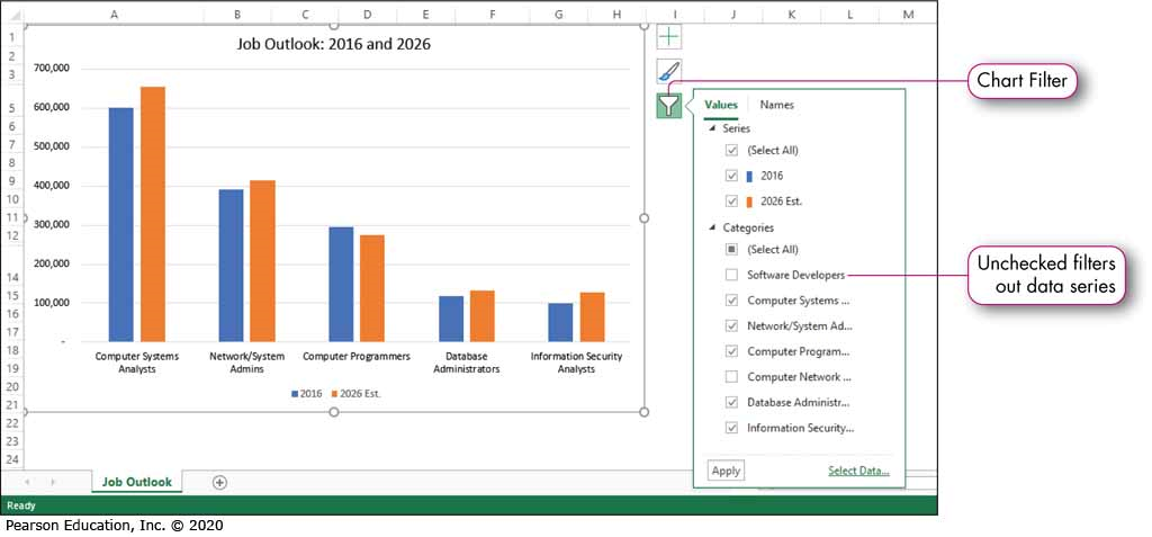 A B C D E F G H I J K L M
1
2
3
5
6
7
8
9
10
11
12
14
15
16
17
18
19
20
21
22
23
24
Job Outlook: 2016 and 2026
700,000
600,000
500,000
400,000
300,000
200,000
100,000
-
Computer Systems
Analysts
Network/System
Admins
Computer Programmers
Database
Administrators
Information Security
Analysts
2016 2026 Est.
Values Names
Series
(Select All)
2016
2026 Est.
Categories
(Select All)
Software Developers
Computer Systems ...
Network/System Ad...
Computer Program...
Computer Network ...
Database Administr...
Information Security...
Apply Select Data...
Chart Filter
Unchecked filters
out data series
Job Outlook
Ready
Pearson Education, Inc. © 2020